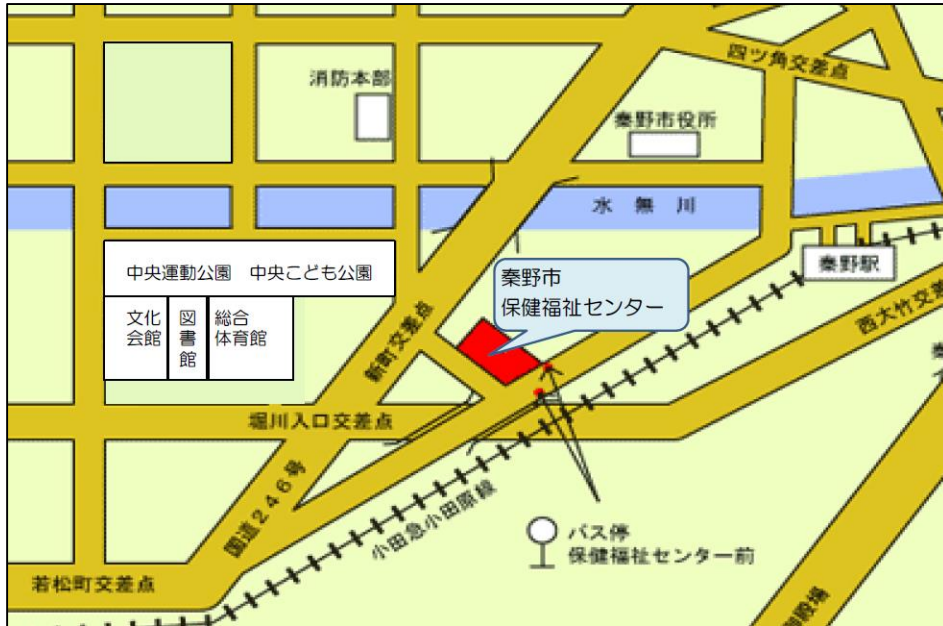 四ツ角交差点
消防本部
秦野市役所
水無川
中央運動公園　中央こども公園
秦野市
保健福祉センター
秦野駅
文化
会館
図
書
館
総合
体育館
新町交差点
西大竹交差
堀川入口交差点
国道246号
小田急小田原線
バス停
保健福祉センター前
若松町交差点
御殿場